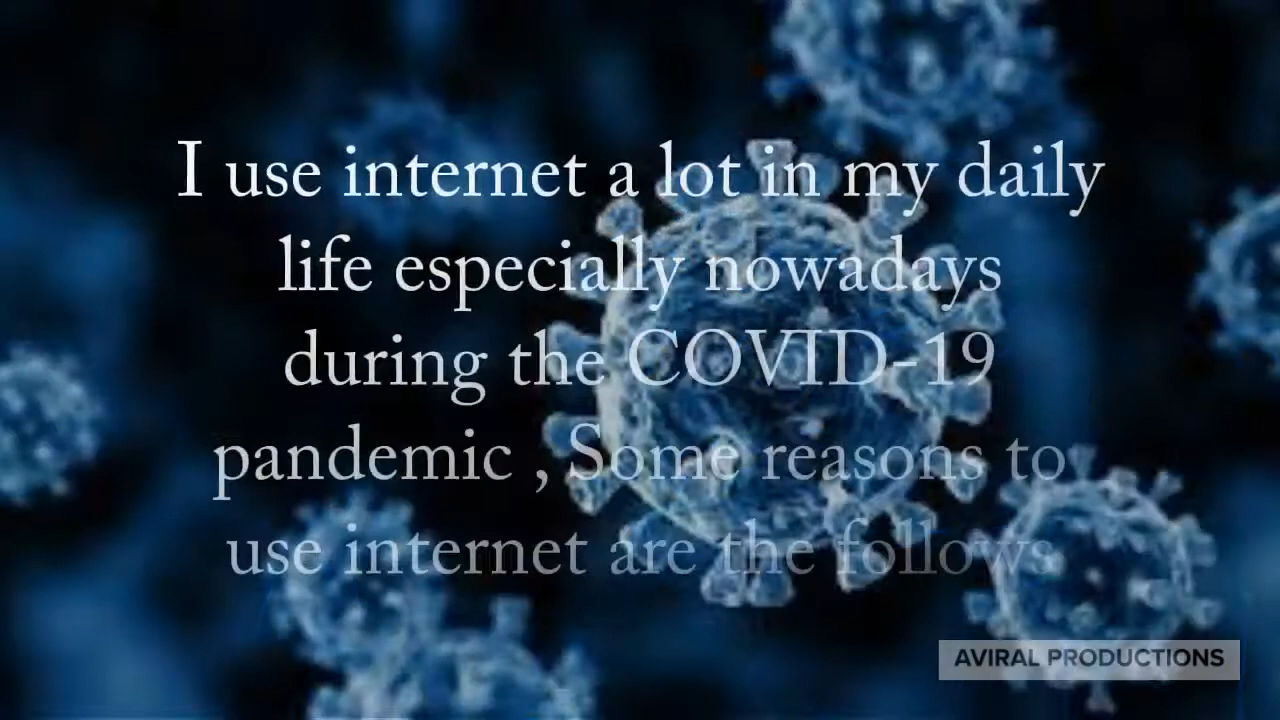 I use internet a lot in my daily
life especially nowadays
during the COVID-19
pandemic , Some reasons to
use internet are the follows
AVIRAL PRODUCTIONS